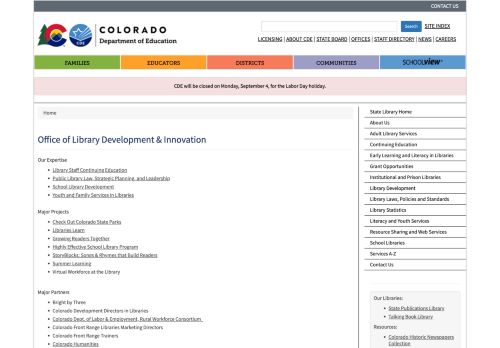 CONTACT US
COLORADO
Department of Education
CDE
Search
SITE INDEX
LICENSING | ABOUT CDE | STATE BOARD | OFFICES | STAFF DIRECTORY | NEWS | CAREERS
FAMILIES
EDUCATORS
DISTRICTS
COMMUNITIES
SCHOOLVIEW
CDE will be closed on Monday, September 4, for the Labor Day holiday.
Home
Office of Library Development & Innovation
Our Expertise
Library Staff Continuing Education
Public Library Law, Strategic Planning, and Leadership
School Library Development
Youth and Family Services in Libraries
Major Projects
Check Out Colorado State Parks
Libraries Learn
Growing Readers Together
Highly Effective School Library Program
StoryBlocks: Songs & Rhymes that Build Readers
Summer Learning
Virtual Workforce at the Library
Major Partners
Bright by Three
Colorado Development Directors in Libraries
Colorado Dept. of Labor & Employment, Rural Workforce Consortium
Colorado Front Range Libraries Marketing Directors
Colorado Front Range Trainers
Colorado Humanities
State Library Home
About Us
Adult Library Services
Continuing Education
Early Learning and Literacy in Libraries
Grant Opportunities
Institutional and Prison Libraries
Library Development
Library Laws, Policies and Standards
Library Statistics
Literacy and Youth Services
Resource Sharing and Web Services
School Libraries
Services A-Z
Contact Us
Our Libraries:
State Publications Library
Talking Book Library
Resources:
Colorado Historic Newspapers
Collection